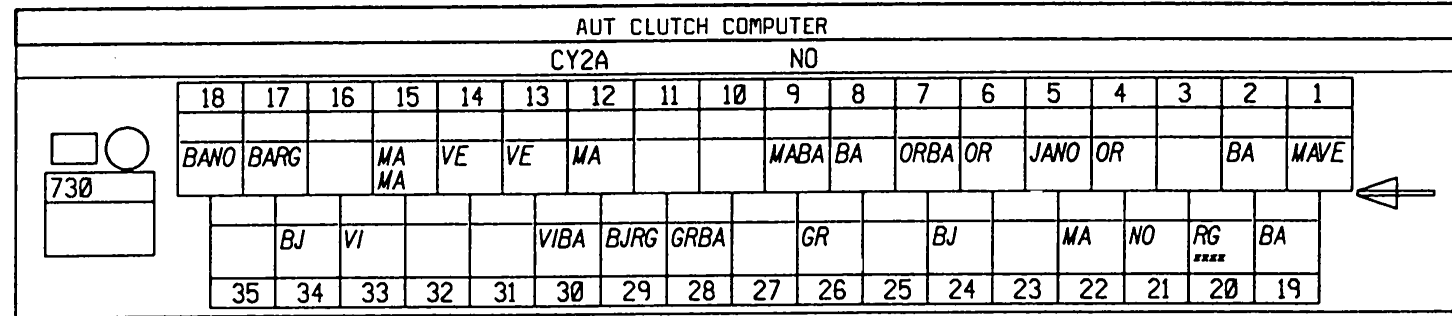 AUT CLUTCH COMPUTER
CY2A NO
18 17 16 15 14 13 12 11 10 9 8 7 6 5 4 3 2 1
BANO BARG MA VE VE MA MABA BA ORBA OR JANO OR BA MAVE
MA
730
BJ VI VIBA BJRG GRBA GR BJ MA NO RG BA
35 34 33 32 31 30 29 28 27 26 25 24 23 22 21 20 19